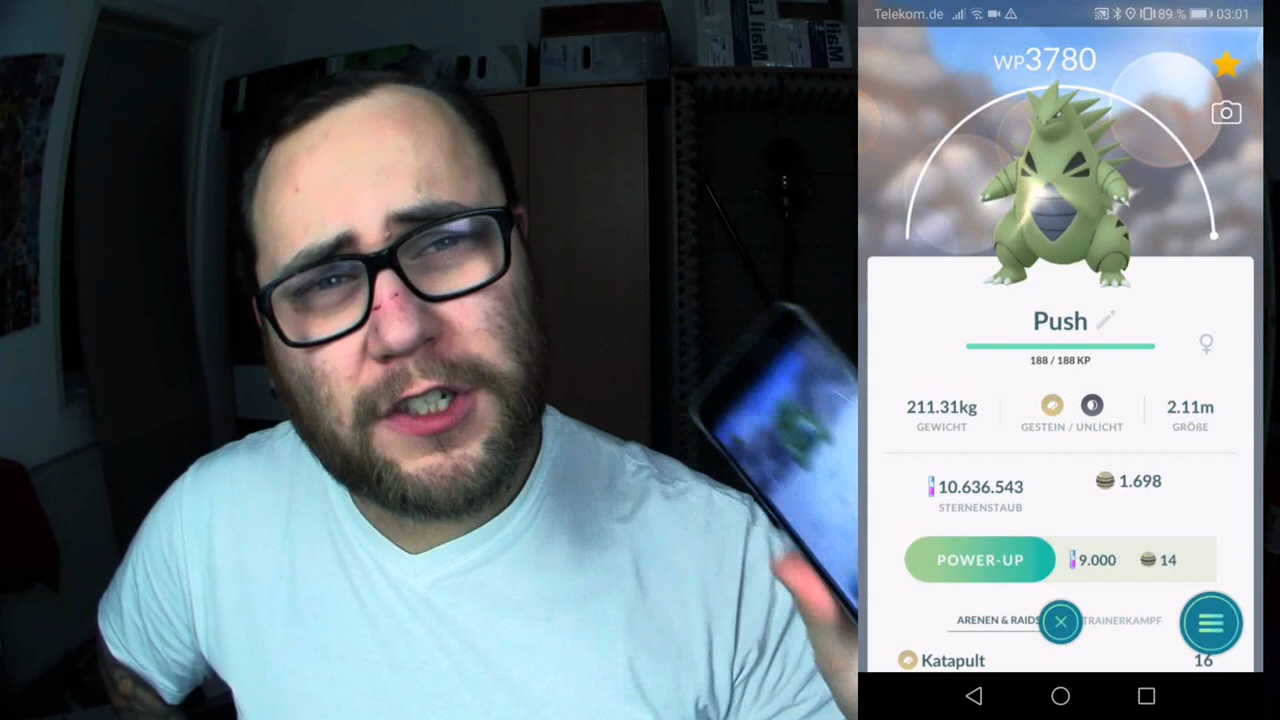 Telekom.de 89 % 03:01
WP3780
Push
188 / 188 KP
211.31kg
GEWICHT
GESTEIN / UNLICHT
2.11m
GRÖßE
10.636.543
STERNENSTAUB
1.698
POWER-UP
9.000
14
ARENEN & RAIDS
TRAINERKAMPF
Katapult
16